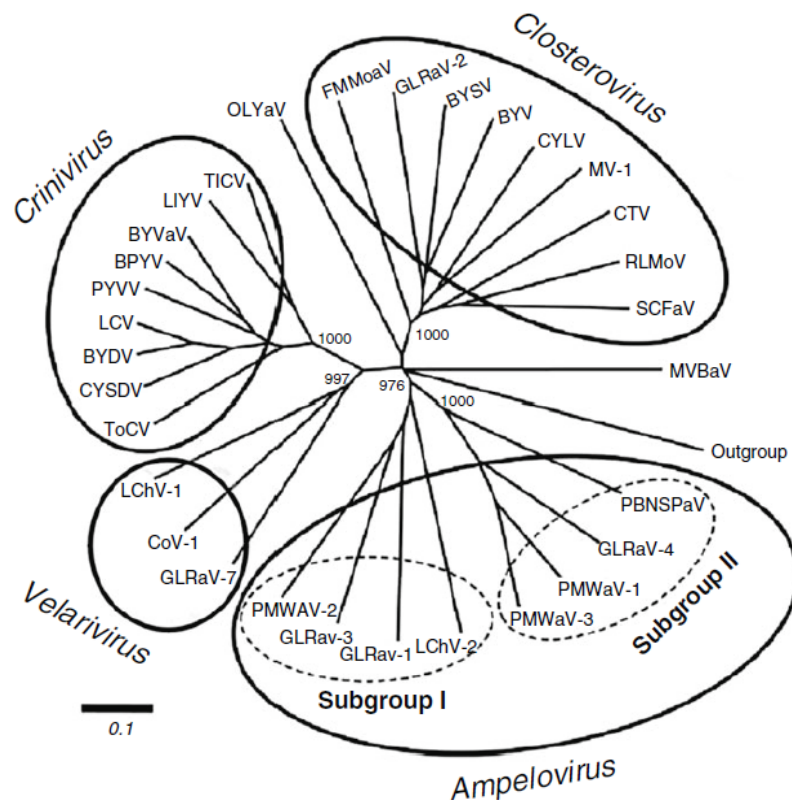 Closterovirus
FMMoaV
GLRaV-2
BYSV
BYV
CYLV
MV-1
CTV
RLMoV
SCFaV
OLYaV
Crinivirus
TICV
LIYV
BYVaV
BPYV
PYVV
LCV
BYDV
CYSDV
ToCV
1000
1000
997
976
1000
MVBaV
Outgroup
LChV-1
CoV-1
GLRaV-7
Velarivirus
PBNSPaV
GLRaV-4
PMWaV-1
PMWaV-3
Subgroup II
PMWAV-2
GLRav-3
GLRav-1
LChV-2
Subgroup I
Ampelovirus
0.1